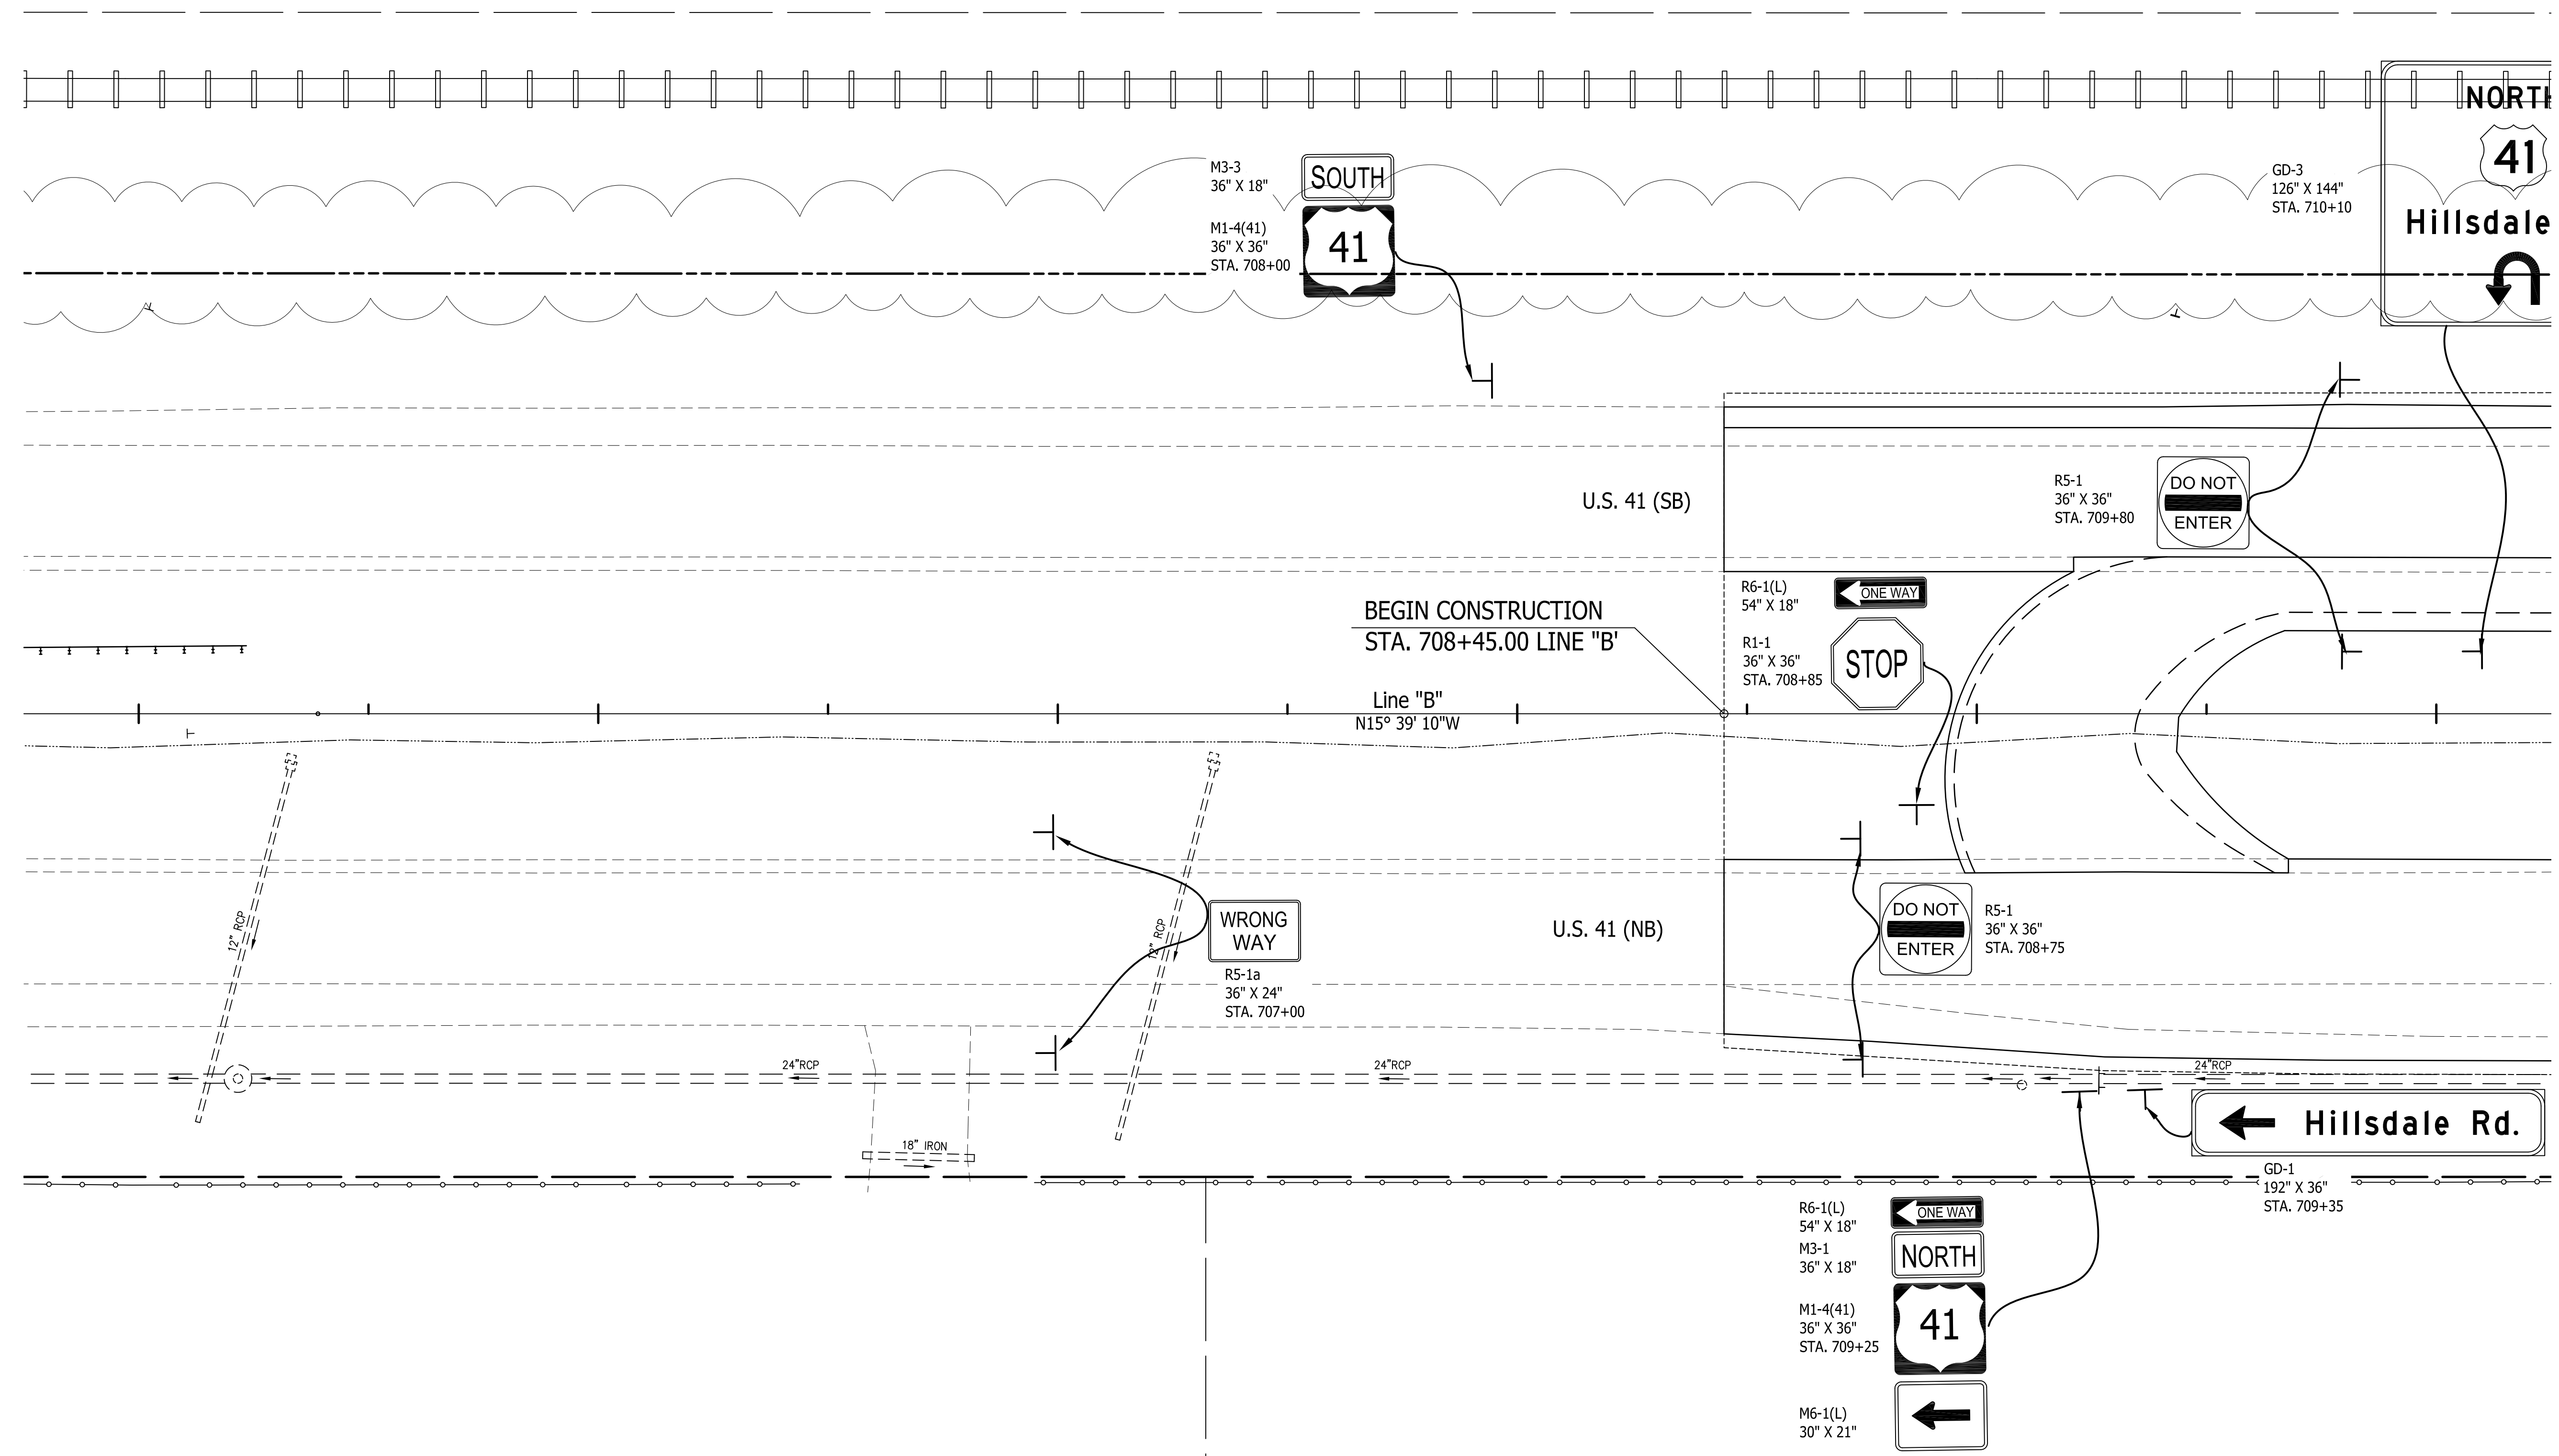 NORTH
41
Hillsdale
GD-3
126" X 144"
STA. 710+10
M3-3
36" X 18"
SOUTH
M1-4(41)
36" X 36"
STA. 708+00
41
U.S. 41 (SB)
R5-1
36" X 36"
STA. 709+80
DO NOT
ENTER
R6-1(L)
54" X 18"
ONE WAY
BEGIN CONSTRUCTION
STA. 708+45.00 LINE "B'
R1-1
36" X 36"
STA. 708+85
STOP
Line "B"
N15° 39' 10"W
12" RCP
12" RCP
WRONG
WAY
R5-1a
36" X 24"
STA. 707+00
U.S. 41 (NB)
DO NOT
ENTER
R5-1
36" X 36"
STA. 708+75
24"RCP
24"RCP
24"RCP
Hillsdale Rd.
18" IRON
GD-1
192" X 36"
STA. 709+35
R6-1(L)
54" X 18"
ONE WAY
M3-1
36" X 18"
NORTH
M1-4(41)
36" X 36"
STA. 709+25
41
M6-1(L)
30" X 21"